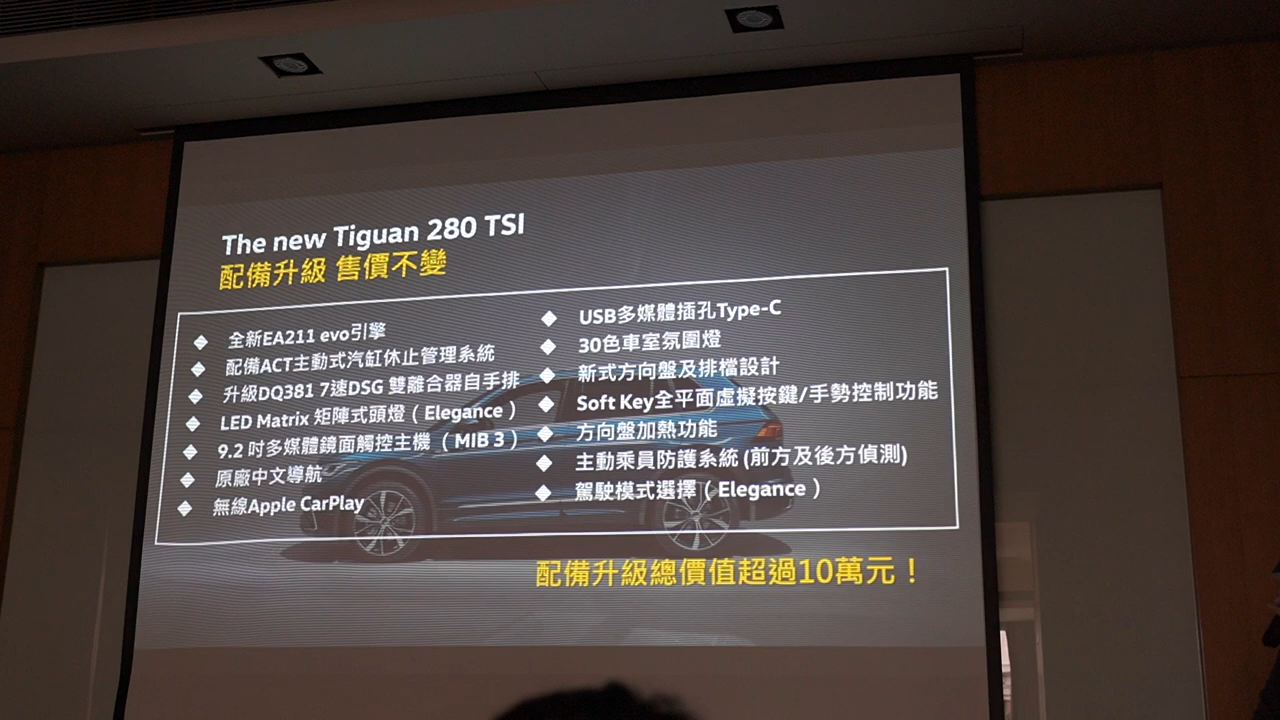 The new Tiguan 280 TSI
配備升級 售價不變
全新EA211 evo引擎
配備ACT主動式汽缸休止管理系統
升級DQ381 7速DSG 雙離合器自手排
LED Matrix 矩陣式頭燈（Elegance）
9.2 吋多媒體鏡面觸控主機 （MIB 3）
原廠中文導航
無線Apple CarPlay
USB多媒體插孔Type-C
30色車室氛圍燈
新式方向盤及排檔設計
Soft Key全平面虛擬按鍵/手勢控制功能
方向盤加熱功能
主動乘員防護系統 (前方及後方偵測)
駕駛模式選擇（Elegance）
配備升級總價值超過10萬元！